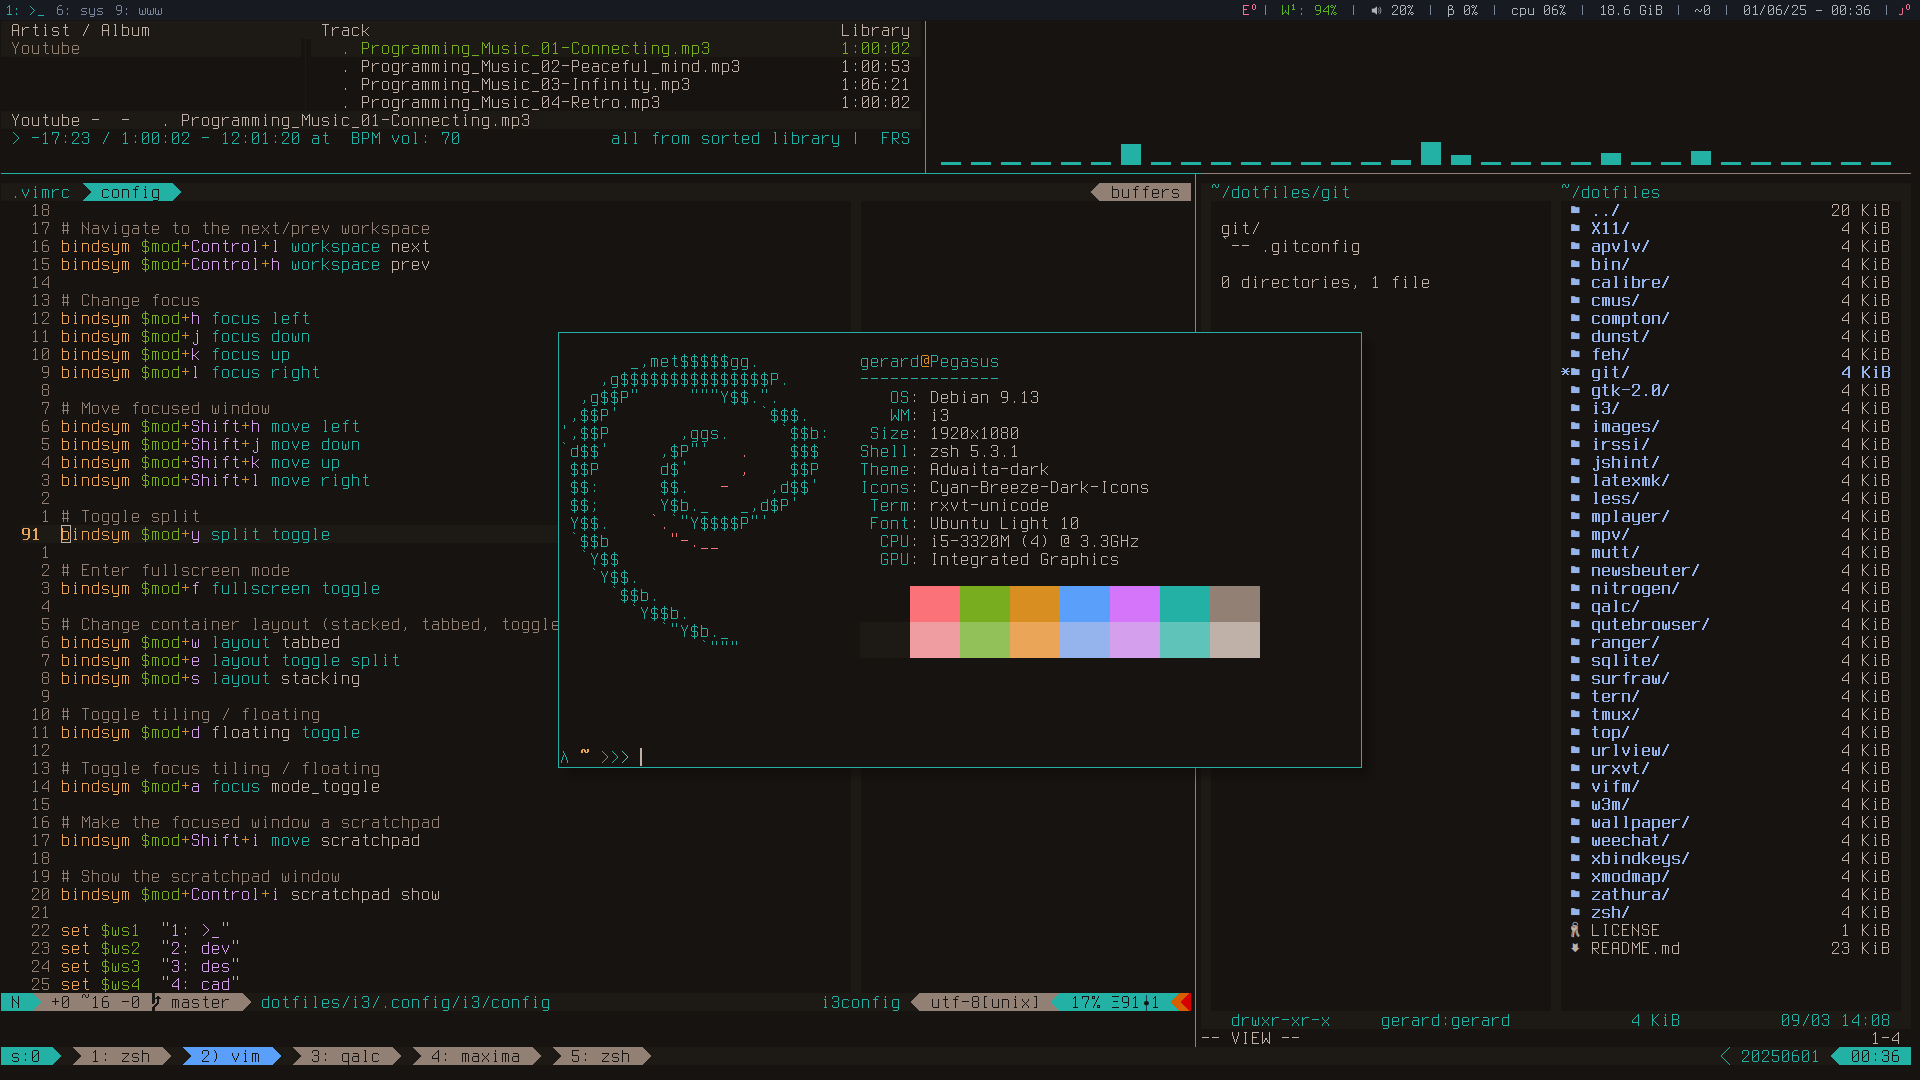 1: >_ 6: sys 9: www
E⁰ | W¹: 94% | 20% | β 0% | cpu 06% | 18.6 GiB | ~0 | 01/06/25 - 00:36 |
Artist / Album Track Library
Youtube . Programming_Music_01-Connecting.mp3 1:00:02
. Programming_Music_02-Peaceful_mind.mp3 1:00:53
. Programming_Music_03-Infinity.mp3 1:06:21
. Programming_Music_04-Retro.mp3 1:00:02
Youtube - - . Programming_Music_01-Connecting.mp3
> -17:23 / 1:00:02 - 12:01:20 at BPM vol: 70 all from sorted library | FRS
.vimrc config buffers
18
17 # Navigate to the next/prev workspace
16 bindsym $mod+Control+l workspace next
15 bindsym $mod+Control+h workspace prev
14
13 # Change focus
12 bindsym $mod+h focus left
11 bindsym $mod+j focus down
10 bindsym $mod+k focus up
9 bindsym $mod+l focus right
8
7 # Move focused window
6 bindsym $mod+Shift+h move left
5 bindsym $mod+Shift+j move down
4 bindsym $mod+Shift+k move up
3 bindsym $mod+Shift+l move right
2
1 # Toggle split
91 bindsym $mod+y split toggle
1
2 # Enter fullscreen mode
3 bindsym $mod+f fullscreen toggle
4
5 # Change container layout (stacked, tabbed, toggle
6 bindsym $mod+w layout tabbed
7 bindsym $mod+e layout toggle split
8 bindsym $mod+s layout stacking
9
10 # Toggle tiling / floating
11 bindsym $mod+d floating toggle
12
13 # Toggle focus tiling / floating
14 bindsym $mod+a focus mode_toggle
15
16 # Make the focused window a scratchpad
17 bindsym $mod+Shift+i move scratchpad
18
19 # Show the scratchpad window
20 bindsym $mod+Control+i scratchpad show
21
22 set $ws1 "1: >_"
23 set $ws2 "2: dev"
24 set $ws3 "3: des"
25 set $ws4 "4: cad"
N +0 ~16 -0 master dotfiles/i3/.config/i3/config i3config utf-8[unix] 17% Ξ91 1
gerard@Pegasus
--------------
OS: Debian 9.13
WM: i3
Size: 1920x1080
Shell: zsh 5.3.1
Theme: Adwaita-dark
Icons: Cyan-Breeze-Dark-Icons
Term: rxvt-unicode
Font: Ubuntu Light 10
CPU: i5-3320M (4) @ 3.3GHz
GPU: Integrated Graphics
λ ~ >>>
~/dotfiles/git
git/
`-- .gitconfig
0 directories, 1 file
~/dotfiles
../ 20 KiB
X11/ 4 KiB
apvlv/ 4 KiB
bin/ 4 KiB
calibre/ 4 KiB
cmus/ 4 KiB
compton/ 4 KiB
dunst/ 4 KiB
feh/ 4 KiB
*git/ 4 KiB
gtk-2.0/ 4 KiB
i3/ 4 KiB
images/ 4 KiB
irssi/ 4 KiB
jshint/ 4 KiB
latexmk/ 4 KiB
less/ 4 KiB
mplayer/ 4 KiB
mpv/ 4 KiB
mutt/ 4 KiB
newsbeuter/ 4 KiB
nitrogen/ 4 KiB
qalc/ 4 KiB
qutebrowser/ 4 KiB
ranger/ 4 KiB
sqlite/ 4 KiB
surfraw/ 4 KiB
tern/ 4 KiB
tmux/ 4 KiB
top/ 4 KiB
urlview/ 4 KiB
urxvt/ 4 KiB
vifm/ 4 KiB
w3m/ 4 KiB
wallpaper/ 4 KiB
weechat/ 4 KiB
xbindkeys/ 4 KiB
xmodmap/ 4 KiB
zathura/ 4 KiB
zsh/ 4 KiB
LICENSE 1 KiB
README.md 23 KiB
drwxr-xr-x gerard:gerard 4 KiB 09/03 14:08
-- VIEW -- 1-4
s:0 1: zsh 2) vim 3: qalc 4: maxima 5: zsh 20250601 00:36